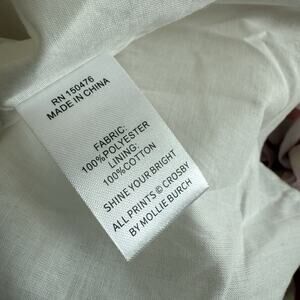 RN 150476
MADE IN CHINA
FABRIC:
100%POLYESTER
LINING:
100%COTTON
SHINE YOUR BRIGHT
ALL PRINTS © CROSBY
BY MOLLIE BURCH